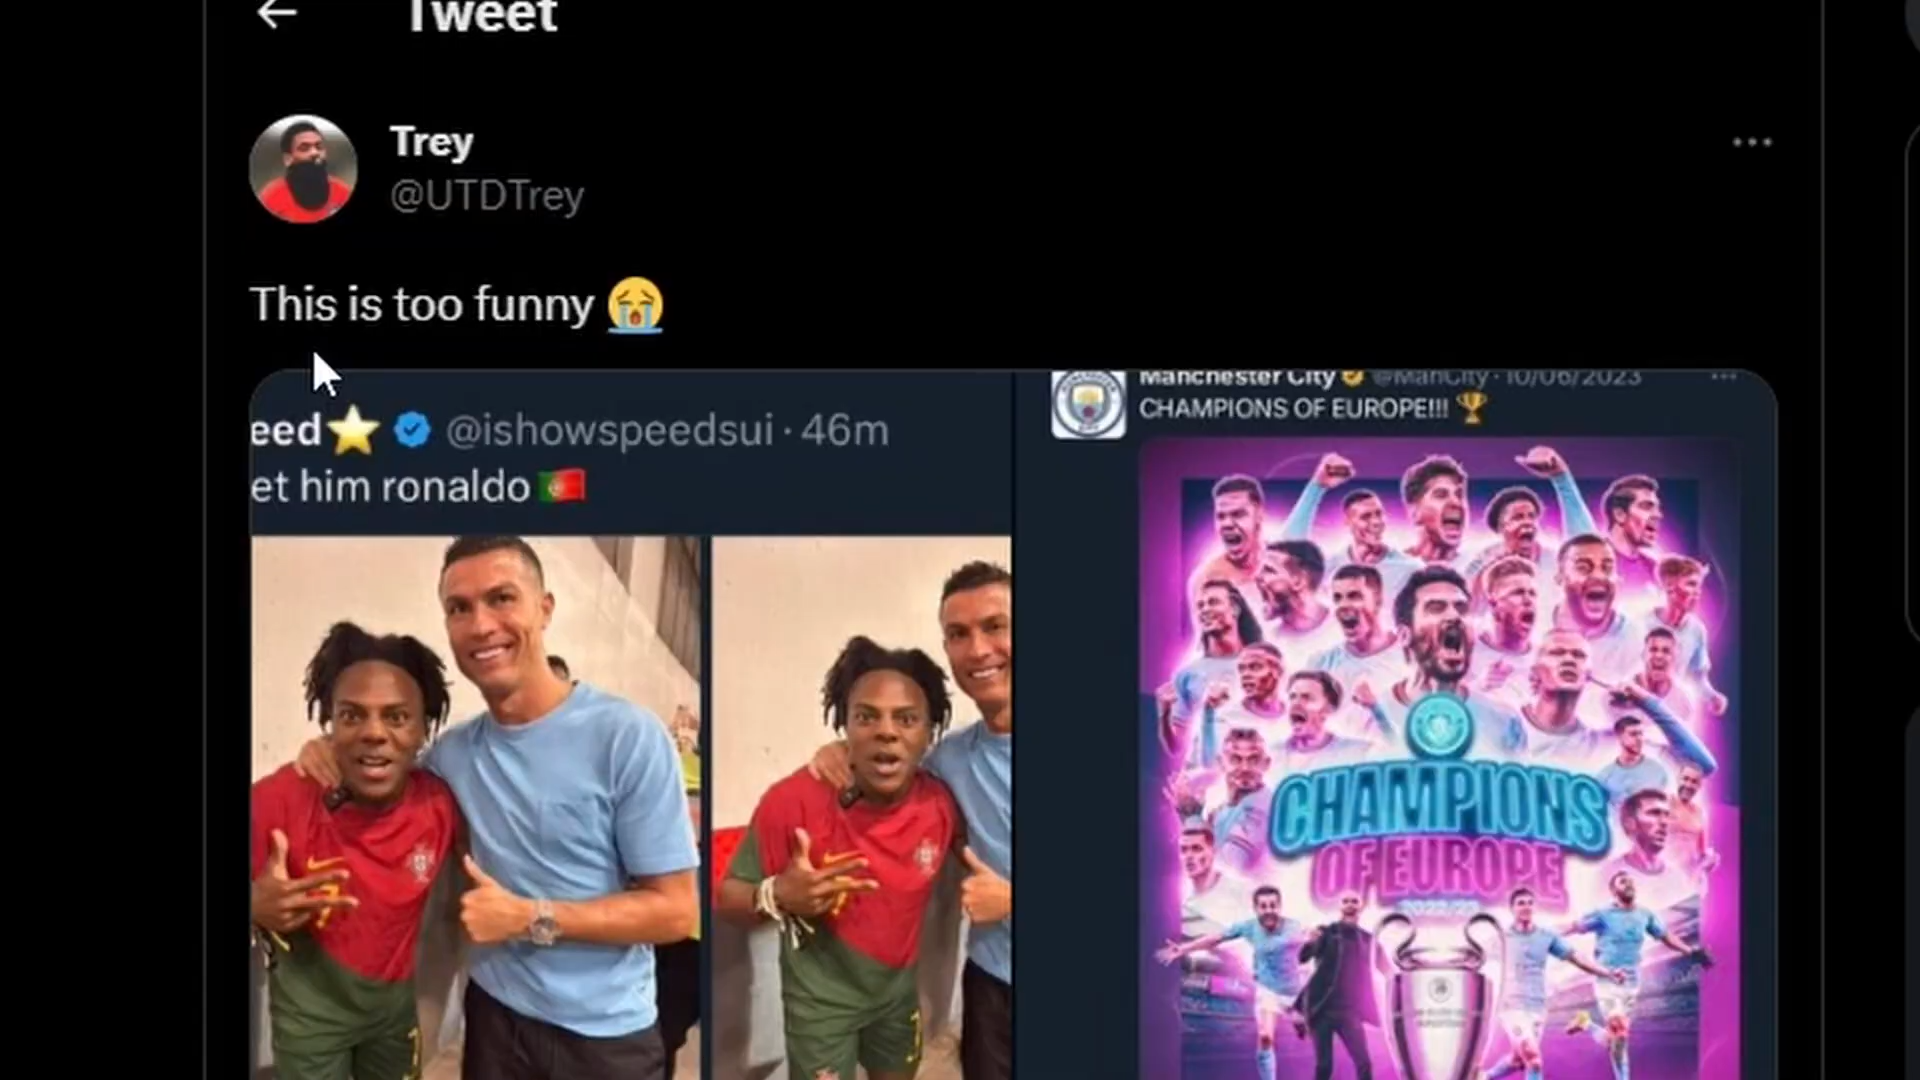 Tweet
Trey
@UTDTrey
This is too funny 😭
eed⭐ @ishowspeedsui · 46m
et him ronaldo🇵🇹
Manchester City @ManCity · 10/06/2023
CHAMPIONS OF EUROPE!!! 🏆
CHAMPIONS
OF EUROPE
2022/23